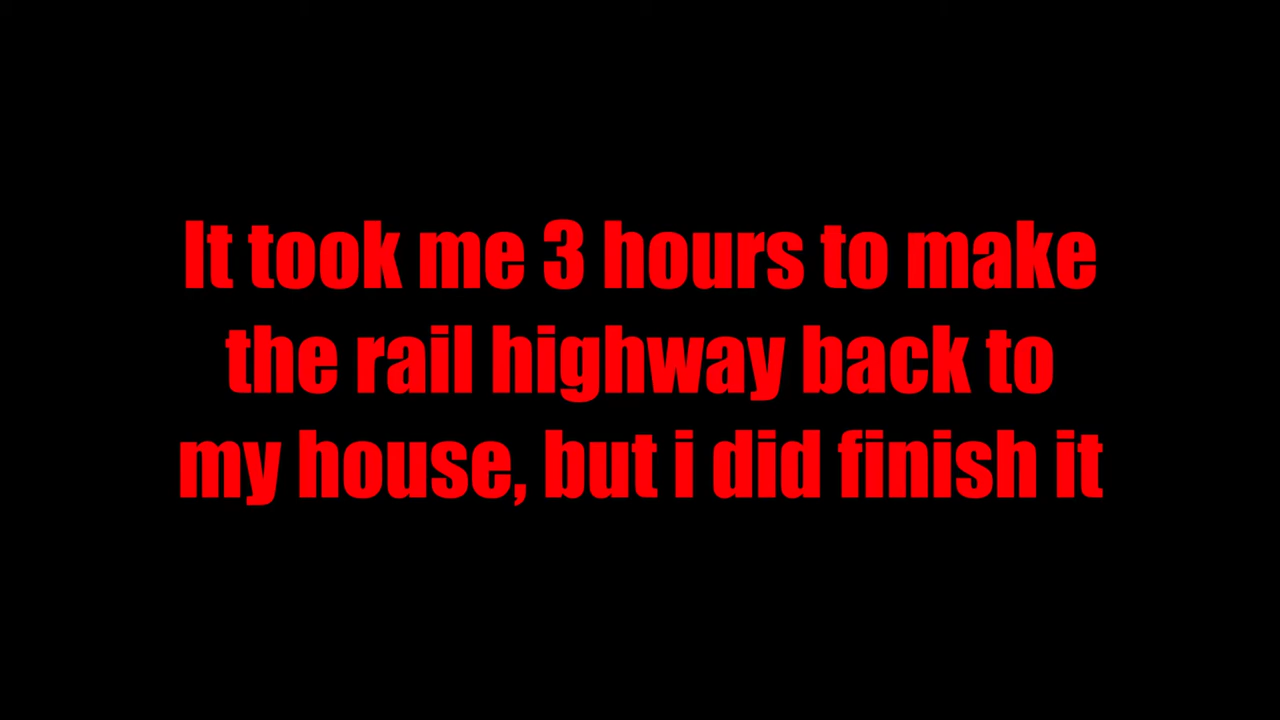 It took me 3 hours to make
the rail highway back to
my house, but i did finish it